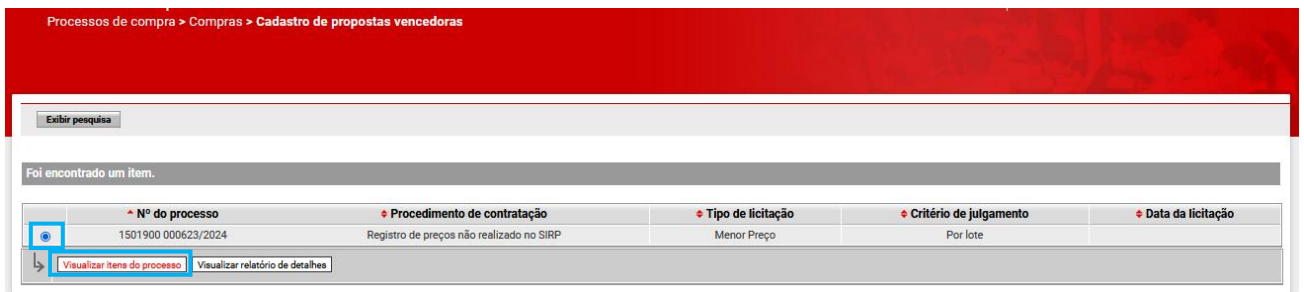 Processos de compra > Compras > Cadastro de propostas vencedoras
Exibir pesquisa
Foi encontrado um item.
Nº do processo Procedimento de contratação Tipo de licitação Critério de julgamento Data da licitação
1501900 000623/2024 Registro de preços não realizado no SIRP Menor Preço Por lote
Visualizar itens do processo Visualizar relatório de detalhes